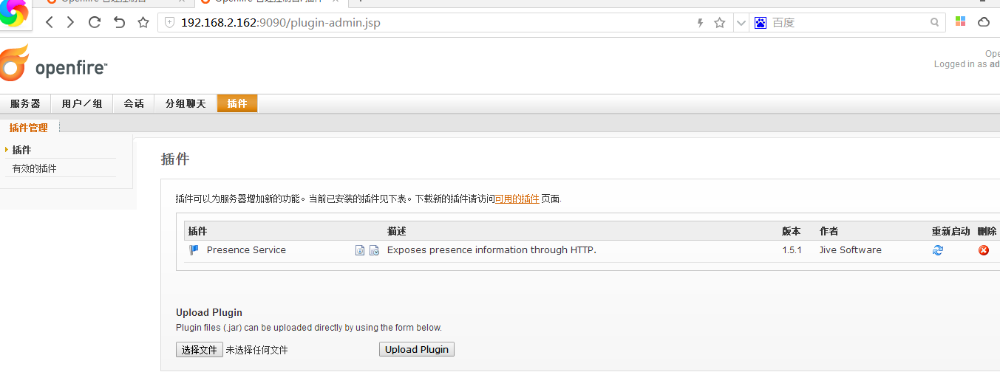 192.168.2.162:9090/plugin-admin.jsp
百度
openfire™
Logged in as ad
服务器 用户／组 会话 分组聊天 插件
插件管理
插件
有效的插件
插件
插件可以为服务器增加新的功能。当前已安装的插件见下表。下载新的插件请访问可用的插件 页面.
插件 描述 版本 作者 重新启动 删除
Presence Service Exposes presence information through HTTP. 1.5.1 Jive Software
Upload Plugin
Plugin files (.jar) can be uploaded directly by using the form below.
选择文件 未选择任何文件 Upload Plugin